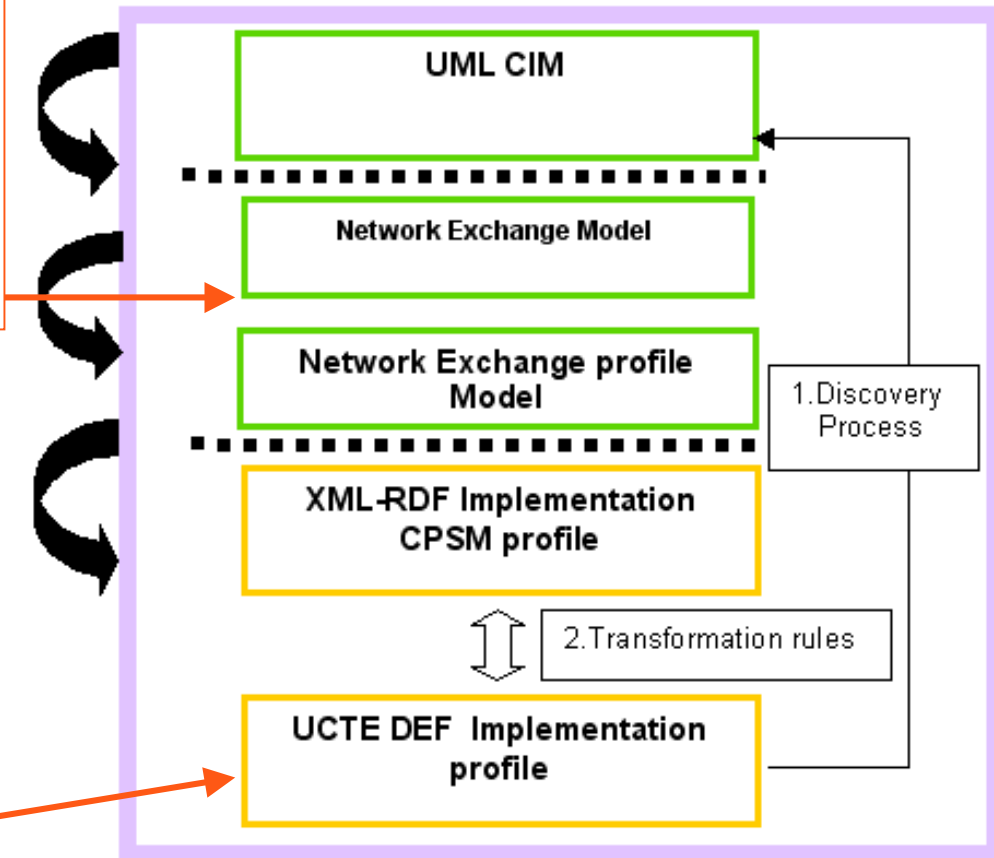 UML CIM
Network Exchange Model
Network Exchange profile
Model
1.Discovery
Process
XML-RDF Implementation
CPSM profile
2.Transformation rules
UCTE DEF Implementation
profile